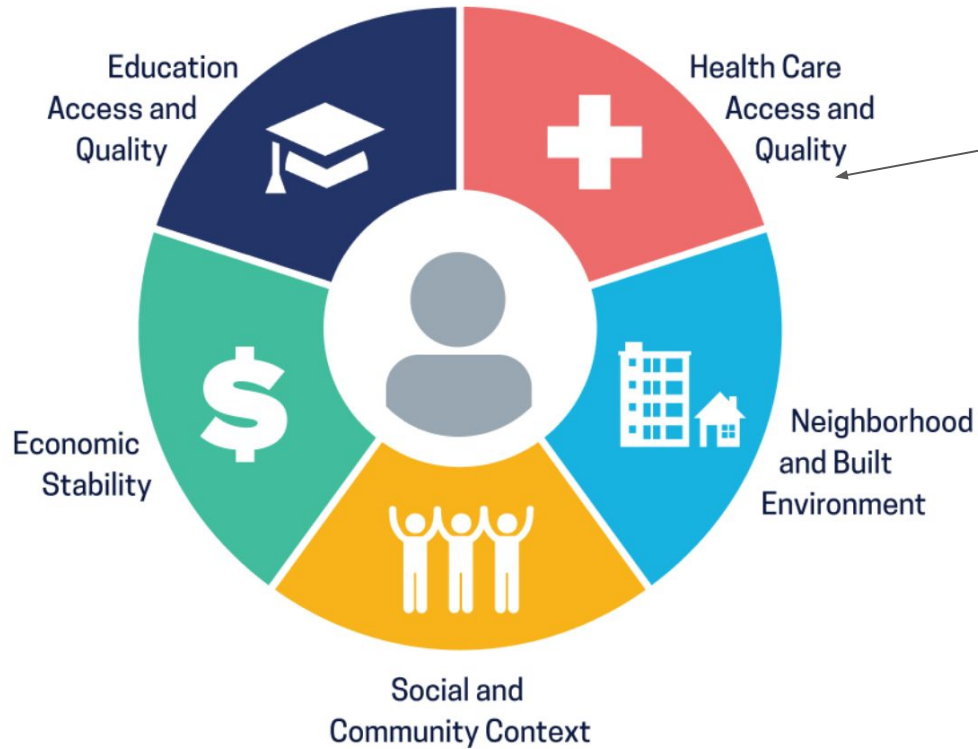 Education
Access and
Quality
Health Care
Access and
Quality
Economic
Stability
Neighborhood
and Built
Environment
Social and
Community Context